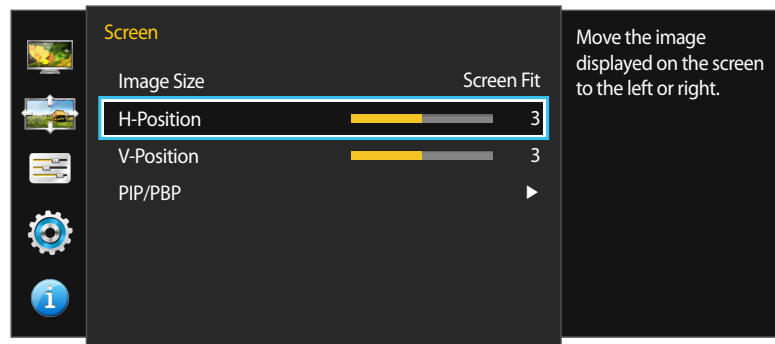 Screen
Image Size Screen Fit
H-Position 3
V-Position 3
PIP/PBP ▶
Move the image
displayed on the screen
to the left or right.
i